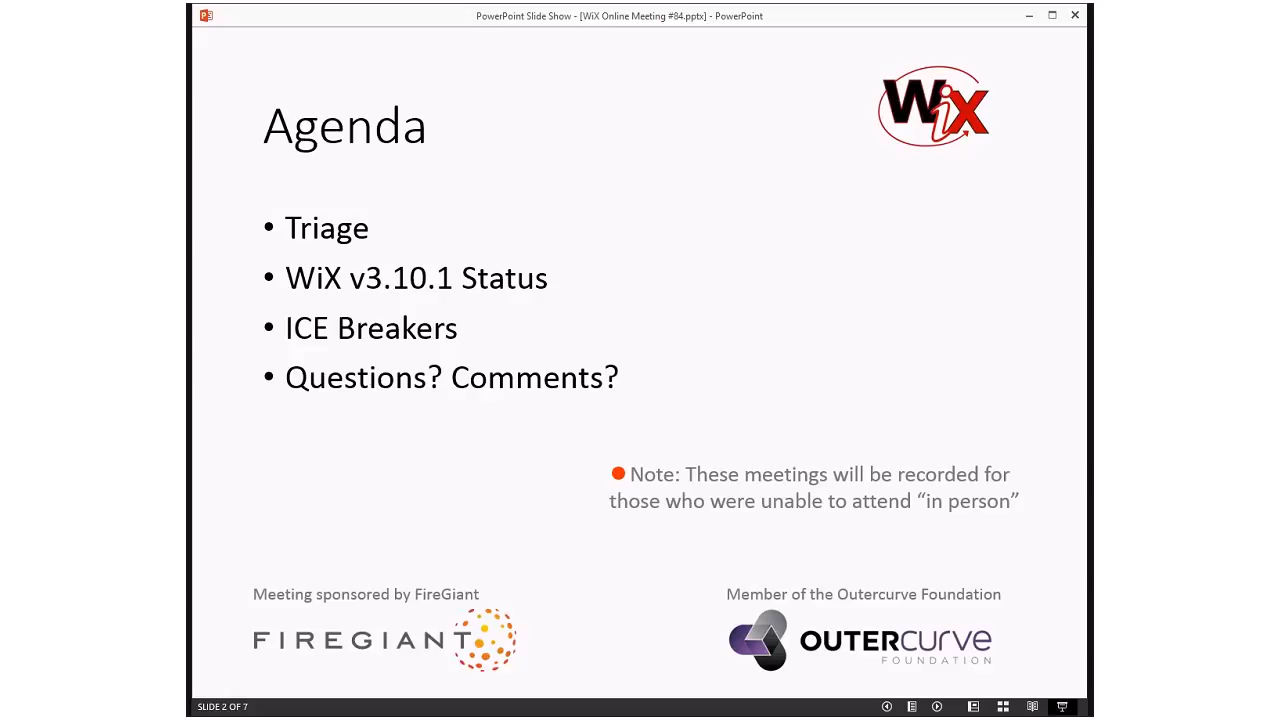 PowerPoint Slide Show - [WiX Online Meeting #84.pptx] - PowerPoint
WiX
Agenda
• Triage
• WiX v3.10.1 Status
• ICE Breakers
• Questions? Comments?
Note: These meetings will be recorded for
those who were unable to attend “in person”
Meeting sponsored by FireGiant
FIREGIANT
Member of the Outercurve Foundation
OUTERCURVE
FOUNDATION
SLIDE 2 OF 7